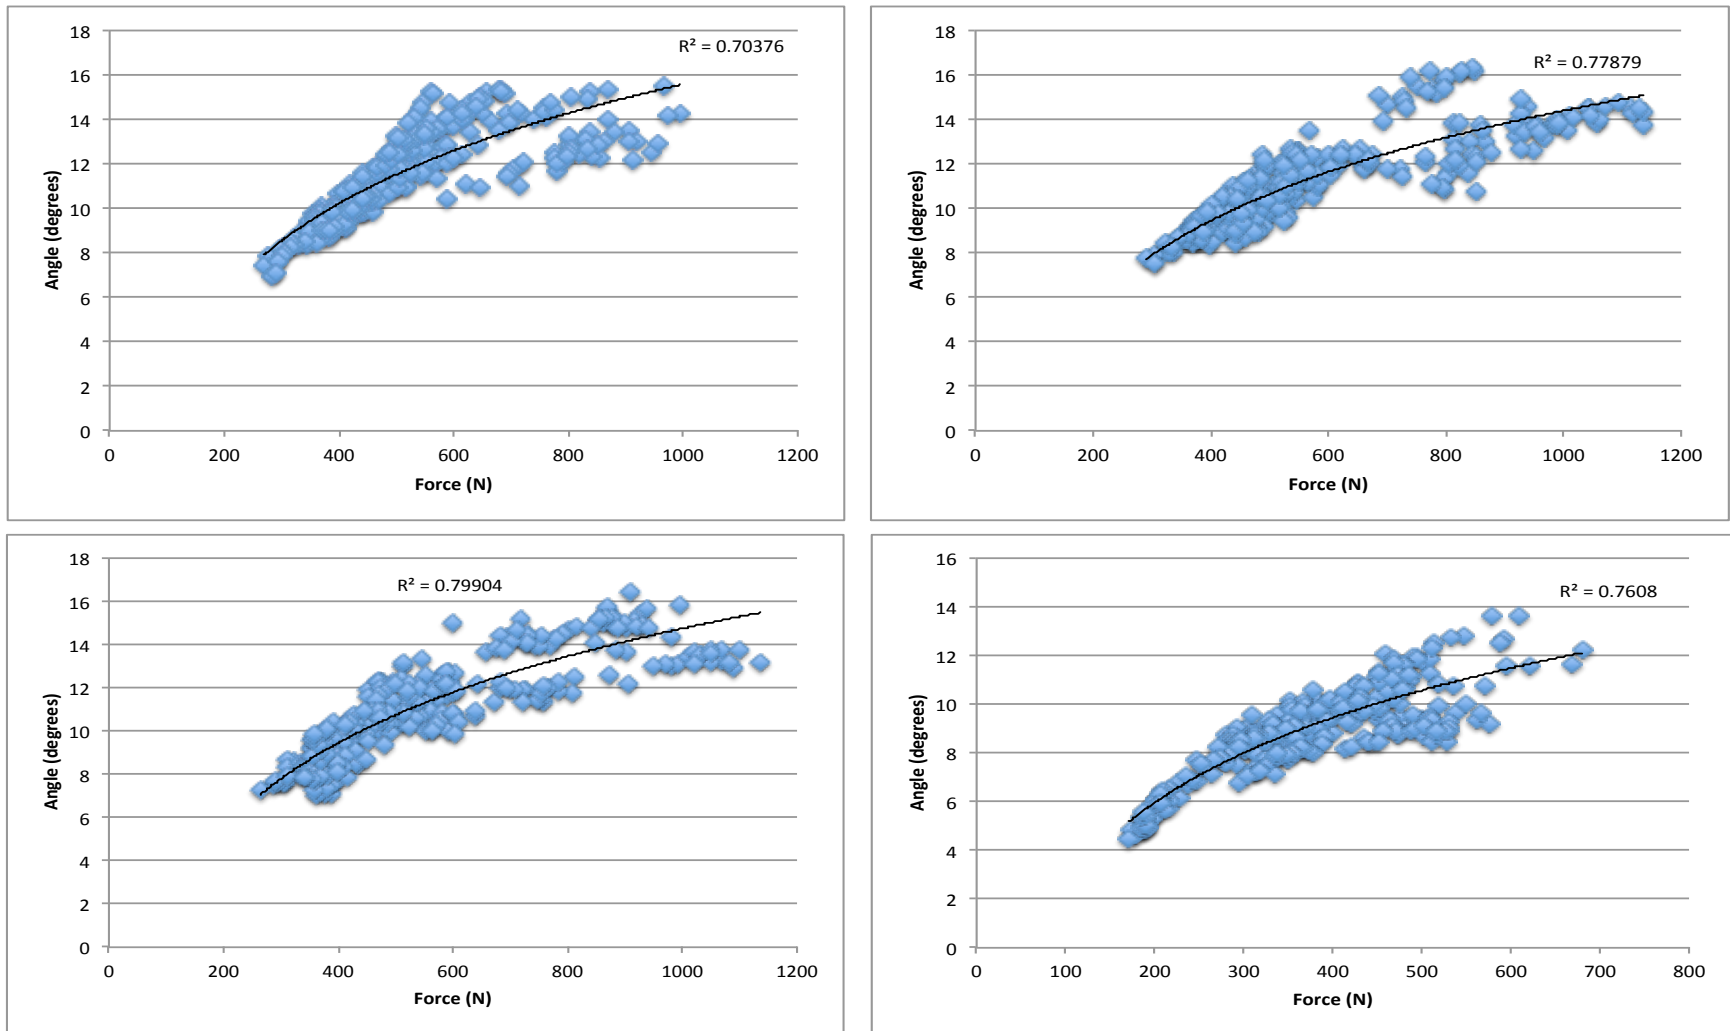 R² = 0.70376
18
16
14
12
10
8
6
4
2
0
Angle (degrees)
0 200 400 600 800 1000 1200
Force (N)
R² = 0.77879
18
16
14
12
10
8
6
4
2
0
Angle (degrees)
0 200 400 600 800 1000 1200
Force (N)
R² = 0.79904
18
16
14
12
10
8
6
4
2
0
Angle (degrees)
0 200 400 600 800 1000 1200
Force (N)
R² = 0.7608
16
14
12
10
8
6
4
2
0
Angle (degrees)
0 100 200 300 400 500 600 700 800
Force (N)